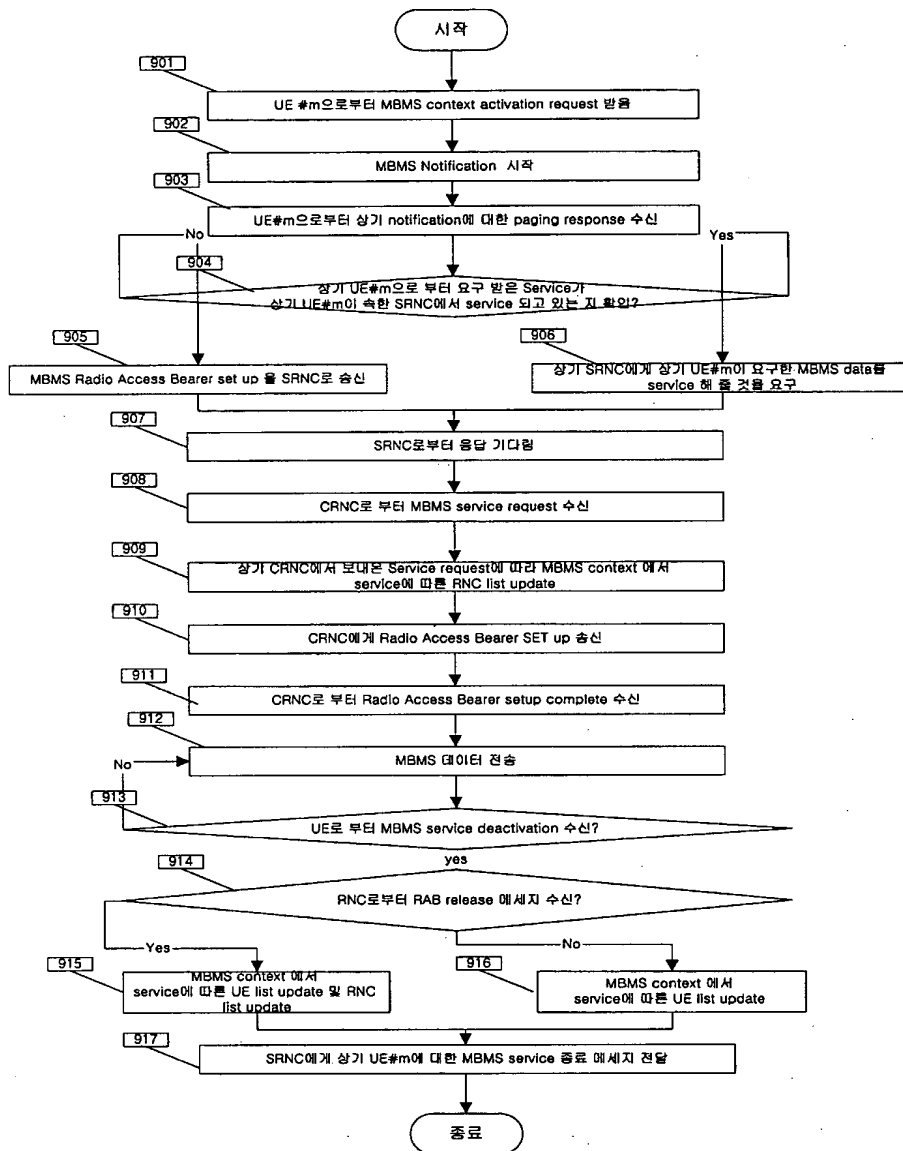 시작
901
UE #m으로부터 MBMS context activation request 받음
902
MBMS Notification 시작
903
UE#m으로부터 상기 notification에 대한 paging response 수신
No
Yes
904
상기 UE#m으로 부터 요구 받은 Service가
상기 UE#m이 속한 SRNC에서 service 되고 있는 지 확인?
905
MBMS Radio Access Bearer set up 을 SRNC로 송신
906
상기 SRNC에게 상기 UE#m이 요구한 MBMS data를
service 해 줄 것을 요구
907
SRNC로부터 응답 기다림
908
CRNC로 부터 MBMS service request 수신
909
상기 CRNC에서 보내온 Service request에 따라 MBMS context 에서
service에 따른 RNC list update
910
CRNC에게 Radio Access Bearer SET up 송신
911
CRNC로 부터 Radio Access Bearer setup complete 수신
912
MBMS 데이터 전송
No
913
UE로 부터 MBMS service deactivation 수신?
yes
914
RNC로부터 RAB release 메세지 수신?
Yes
No
915
MBMS context 에서
service에 따른 UE list update 및 RNC
list update
916
MBMS context 에서
service에 따른 UE list update
917
SRNC에게 상기 UE#m에 대한 MBMS service 종료 메세지 전달
종료